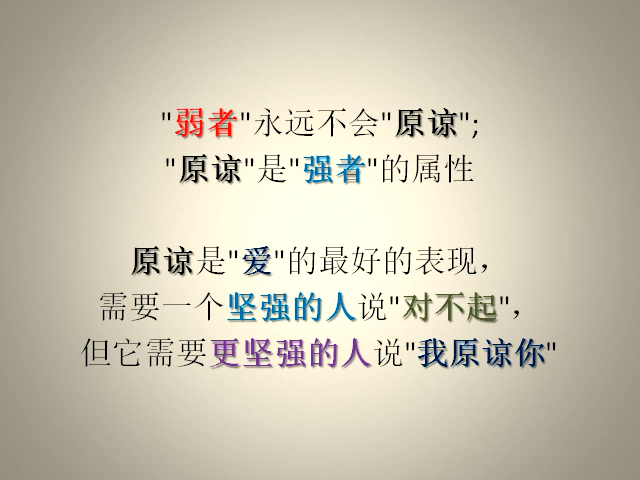 "弱者"永远不会"原谅";
"原谅"是"强者"的属性
原谅是"爱"的最好的表现，
需要一个坚强的人说"对不起"，
但它需要更坚强的人说"我原谅你"